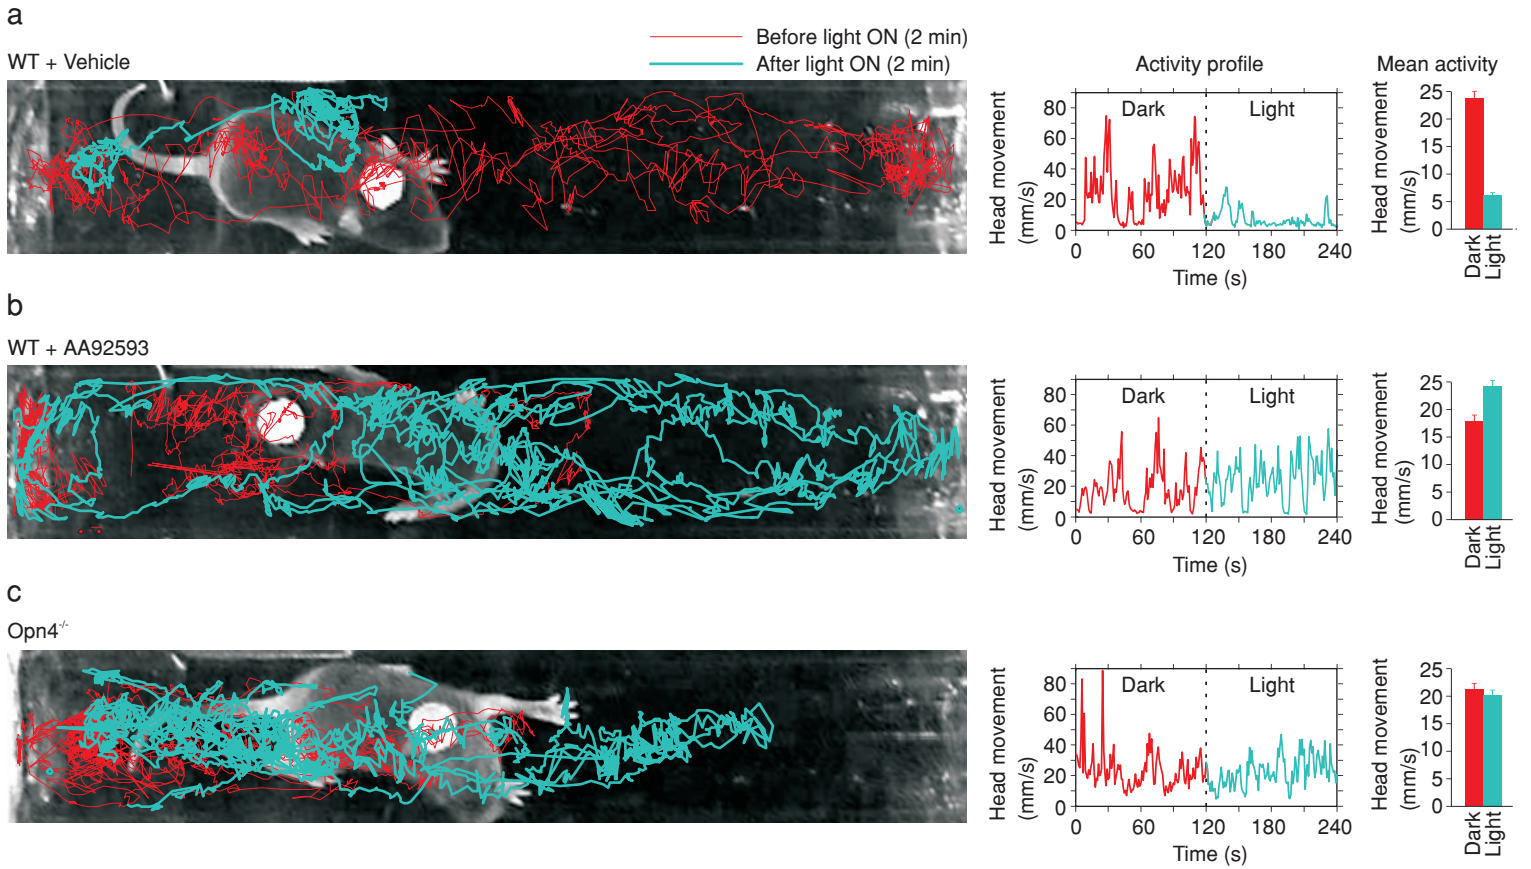 a
Before light ON (2 min)
After light ON (2 min)
WT + Vehicle
Activity profile
Mean activity
Head movement
(mm/s)
80
60
40
20
0
Dark
Light
0
60
120
180
240
Time (s)
Head movement
(mm/s)
25
20
15
10
5
0
Dark
Light
b
WT + AA92593
Head movement
(mm/s)
80
60
40
20
0
Dark
Light
0
60
120
180
240
Time (s)
Head movement
(mm/s)
25
20
15
10
5
0
Dark
Light
c
Opn4-/-
Head movement
(mm/s)
80
60
40
20
0
Dark
Light
0
60
120
180
240
Time (s)
Head movement
(mm/s)
25
20
15
10
5
0
Dark
Light